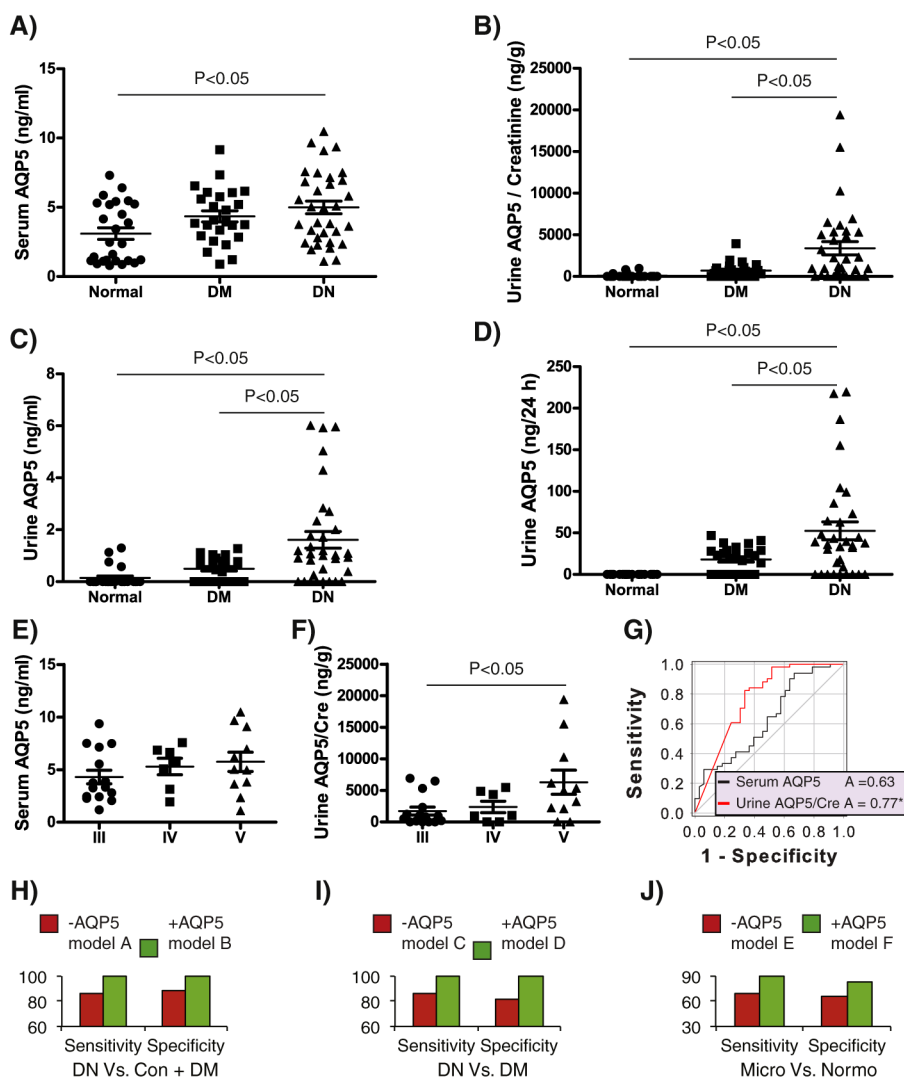 A)
P<0.05
Serum AQP5 (ng/ml)
15
10
5
0
Normal DM DN
B)
P<0.05
P<0.05
Urine AQP5 / Creatinine (ng/g)
25000
20000
15000
10000
5000
0
Normal DM DN
C)
P<0.05
P<0.05
Urine AQP5 (ng/ml)
8
6
4
2
0
Normal DM DN
D)
P<0.05
P<0.05
Urine AQP5 (ng/24 h)
250
200
150
100
50
0
Normal DM DN
E)
Serum AQP5 (ng/ml)
15
10
5
0
III IV V
F)
P<0.05
Urine AQP5/Cre (ng/g)
25000
20000
15000
10000
5000
0
III IV V
G)
Sensitivity
1.0
0.8
0.6
0.4
0.2
0.0
Serum AQP5 A =0.63
Urine AQP5/Cre A = 0.77*
0.0 0.2 0.4 0.6 0.8 1.0
1 - Specificity
H)
-AQP5 model A
+AQP5 model B
100
80
60
Sensitivity Specificity
DN Vs. Con + DM
I)
-AQP5 model C
+AQP5 model D
100
80
60
Sensitivity Specificity
DN Vs. DM
J)
-AQP5 model E
+AQP5 model F
90
60
30
Sensitivity Specificity
Micro Vs. Normo